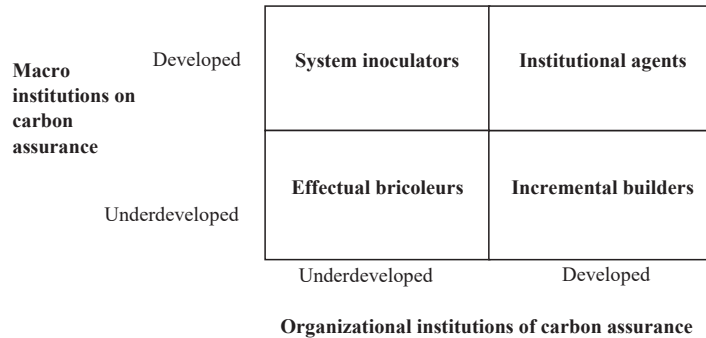 Macro
institutions on
carbon
assurance
Developed
System inoculators
Institutional agents
Underdeveloped
Effectual bricoleurs
Incremental builders
Underdeveloped
Developed
Organizational institutions of carbon assurance